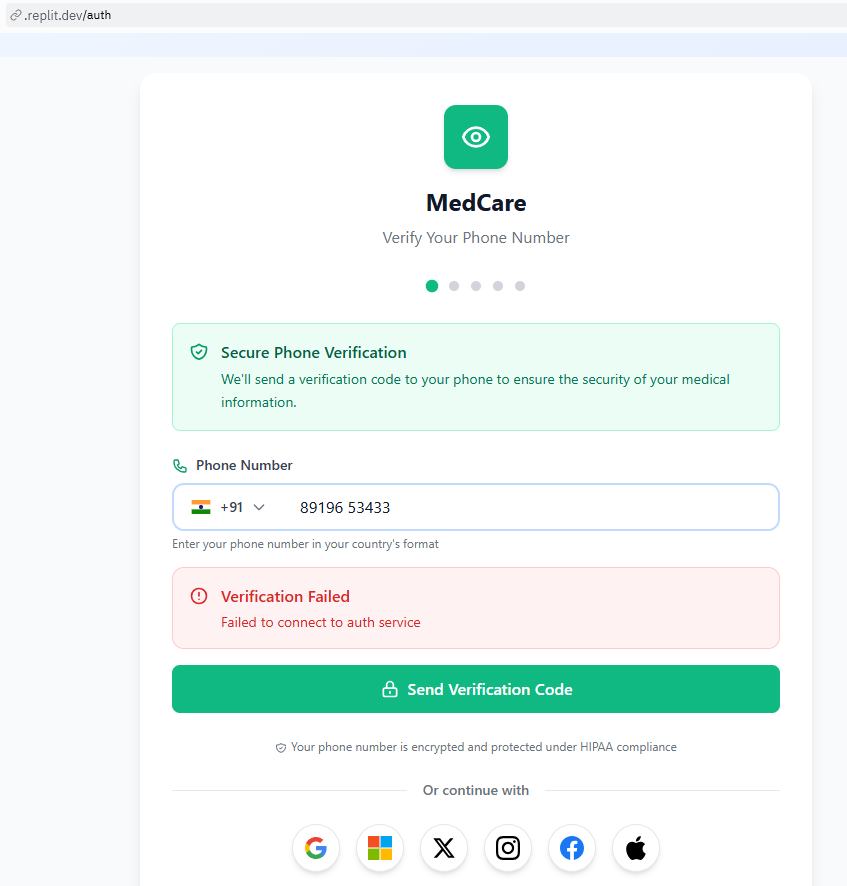 .replit.dev/auth
MedCare
Verify Your Phone Number
Secure Phone Verification
We'll send a verification code to your phone to ensure the security of your medical
information.
Phone Number
+91 89196 53433
Enter your phone number in your country's format
Verification Failed
Failed to connect to auth service
Send Verification Code
Your phone number is encrypted and protected under HIPAA compliance
Or continue with